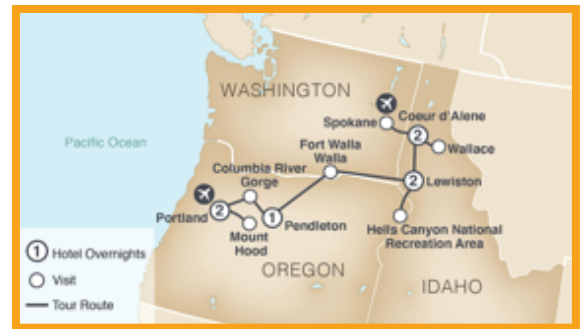 WASHINGTON
Coeur d'Alene
Spokane
2
Pacific Ocean
Fort Walla
Walla
Wallace
Columbia River
Gorge
2
Lewiston
Portland
2
1
Pendleton
Mount
Hood
Hells Canyon National
Recreation Area
1 Hotel Overnights
Visit
Tour Route
OREGON
IDAHO